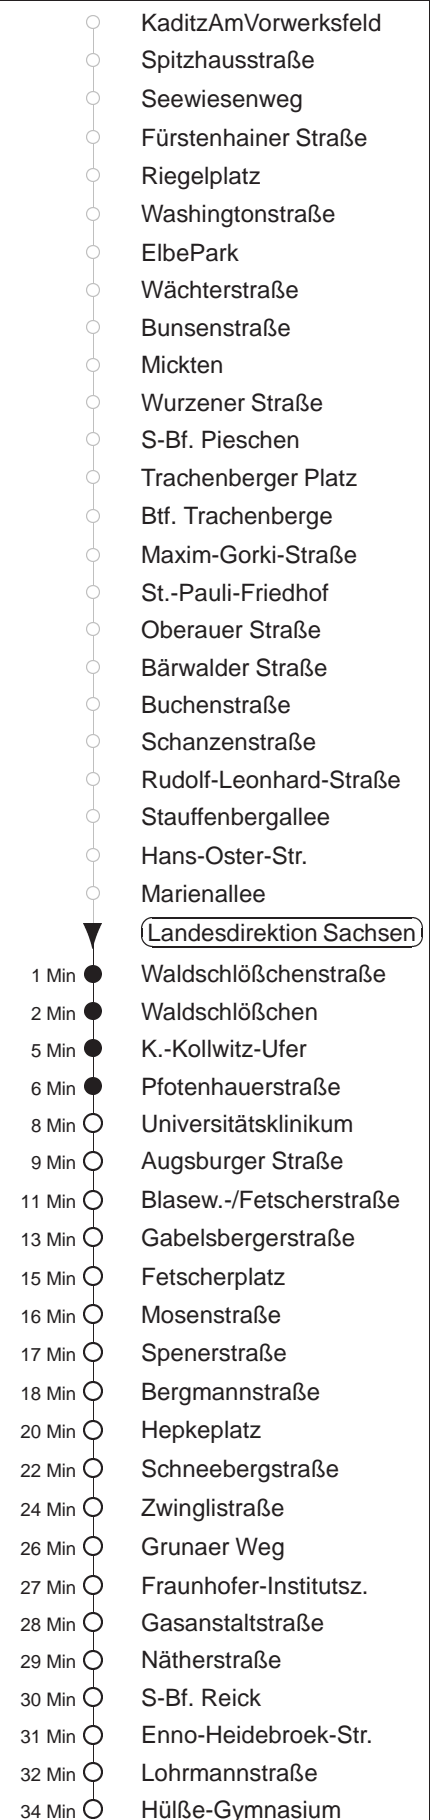 KaditzAmVorwerksfeld
Spitzhausstraße
Seewiesenweg
Fürstenhainer Straße
Riegelplatz
Washingtonstraße
ElbePark
Wächterstraße
Bunsenstraße
Mickten
Wurzener Straße
S-Bf. Pieschen
Trachenberger Platz
Btf. Trachenberge
Maxim-Gorki-Straße
St.-Pauli-Friedhof
Oberauer Straße
Bärwalder Straße
Buchenstraße
Schanzenstraße
Rudolf-Leonhard-Straße
Stauffenbergallee
Hans-Oster-Str.
Marienallee
Landesdirektion Sachsen
1 Min Waldschlößchenstraße
2 Min Waldschlößchen
5 Min K.-Kollwitz-Ufer
6 Min Pfotenhauerstraße
8 Min Universitätsklinikum
9 Min Augsburger Straße
11 Min Blasew.-/Fetscherstraße
13 Min Gabelsbergerstraße
15 Min Fetscherplatz
16 Min Mosenstraße
17 Min Spenerstraße
18 Min Bergmannstraße
20 Min Hepkeplatz
22 Min Schneebergstraße
24 Min Zwinglistraße
26 Min Grunaer Weg
27 Min Fraunhofer-Institutsz.
28 Min Gasanstaltstraße
29 Min Nätherstraße
30 Min S-Bf. Reick
31 Min Enno-Heidebroek-Str.
32 Min Lohrmannstraße
34 Min Hülße-Gymnasium